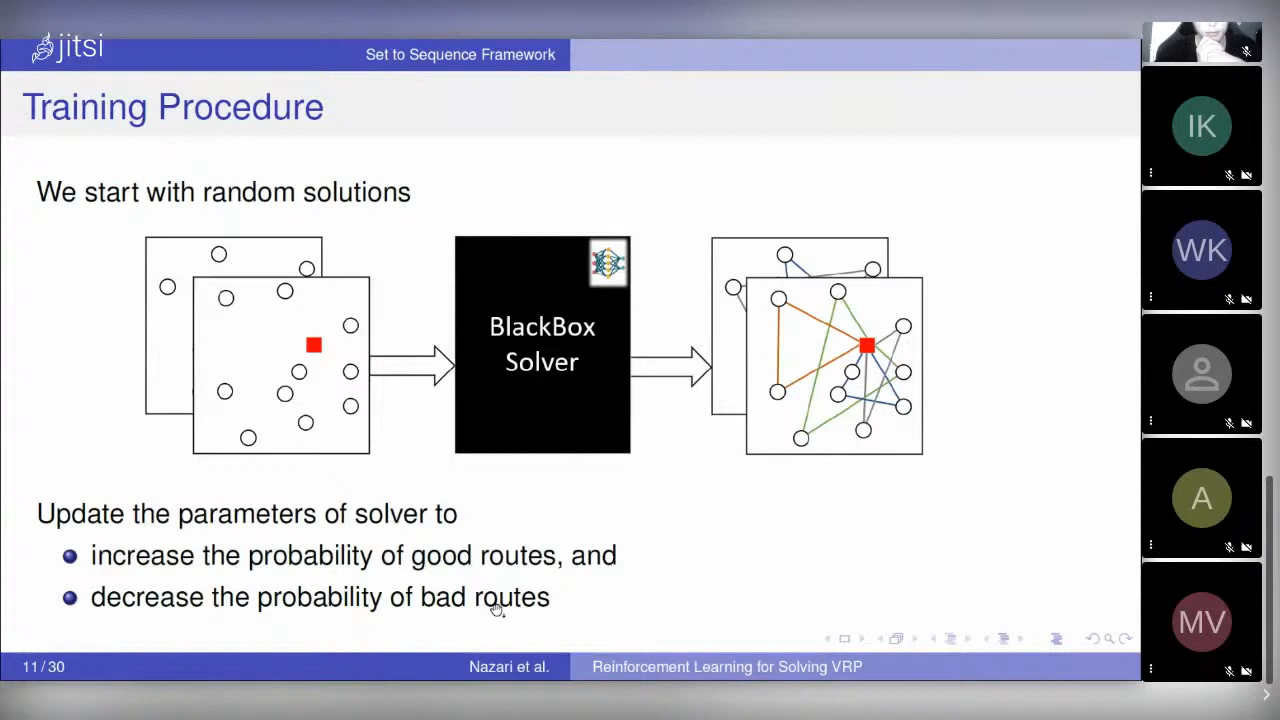 jitsi
Set to Sequence Framework
Training Procedure
We start with random solutions
BlackBox
Solver
Update the parameters of solver to
increase the probability of good routes, and
decrease the probability of bad routes
11 / 30
Nazari et al.
Reinforcement Learning for Solving VRP
IK
WK
A
MV